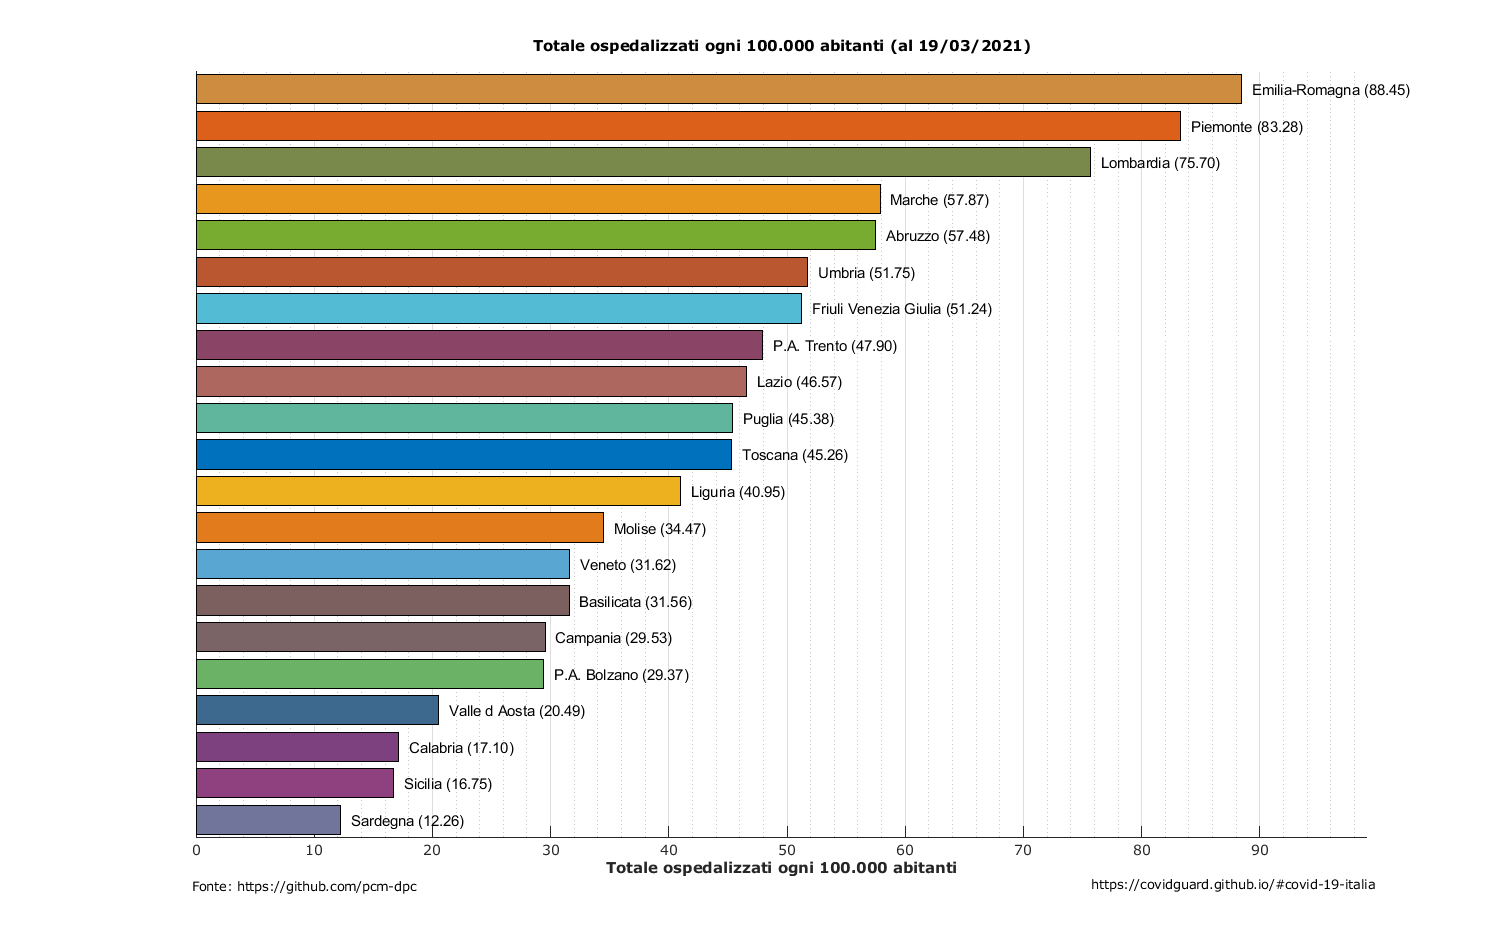 Totale ospedalizzati ogni 100.000 abitanti (al 19/03/2021)
Emilia-Romagna (88.45)
Piemonte (83.28)
Lombardia (75.70)
Marche (57.87)
Abruzzo (57.48)
Umbria (51.75)
Friuli Venezia Giulia (51.24)
P.A. Trento (47.90)
Lazio (46.57)
Puglia (45.38)
Toscana (45.26)
Liguria (40.95)
Molise (34.47)
Veneto (31.62)
Basilicata (31.56)
Campania (29.53)
P.A. Bolzano (29.37)
Valle d Aosta (20.49)
Calabria (17.10)
Sicilia (16.75)
Sardegna (12.26)
0 10 20 30 40 50 60 70 80 90
Totale ospedalizzati ogni 100.000 abitanti
Fonte: https://github.com/pcm-dpc
https://covidguard.github.io/#covid-19-italia